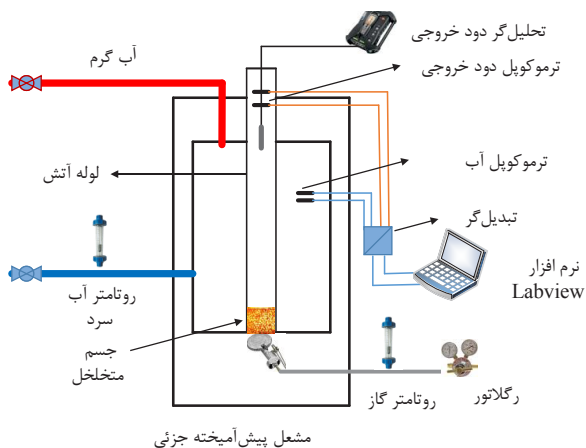 تحلیل‌گر دود خروجی
ترموکوپل دود خروجی
آب گرم
لوله آتش
ترموکوپل آب
تبدیل‌گر
نرم افزار
Labview
روتامتر آب
سرد
جسم
متخلخل
رگلاتور
روتامتر گاز
مشعل پیش‌آمیخته جزئی